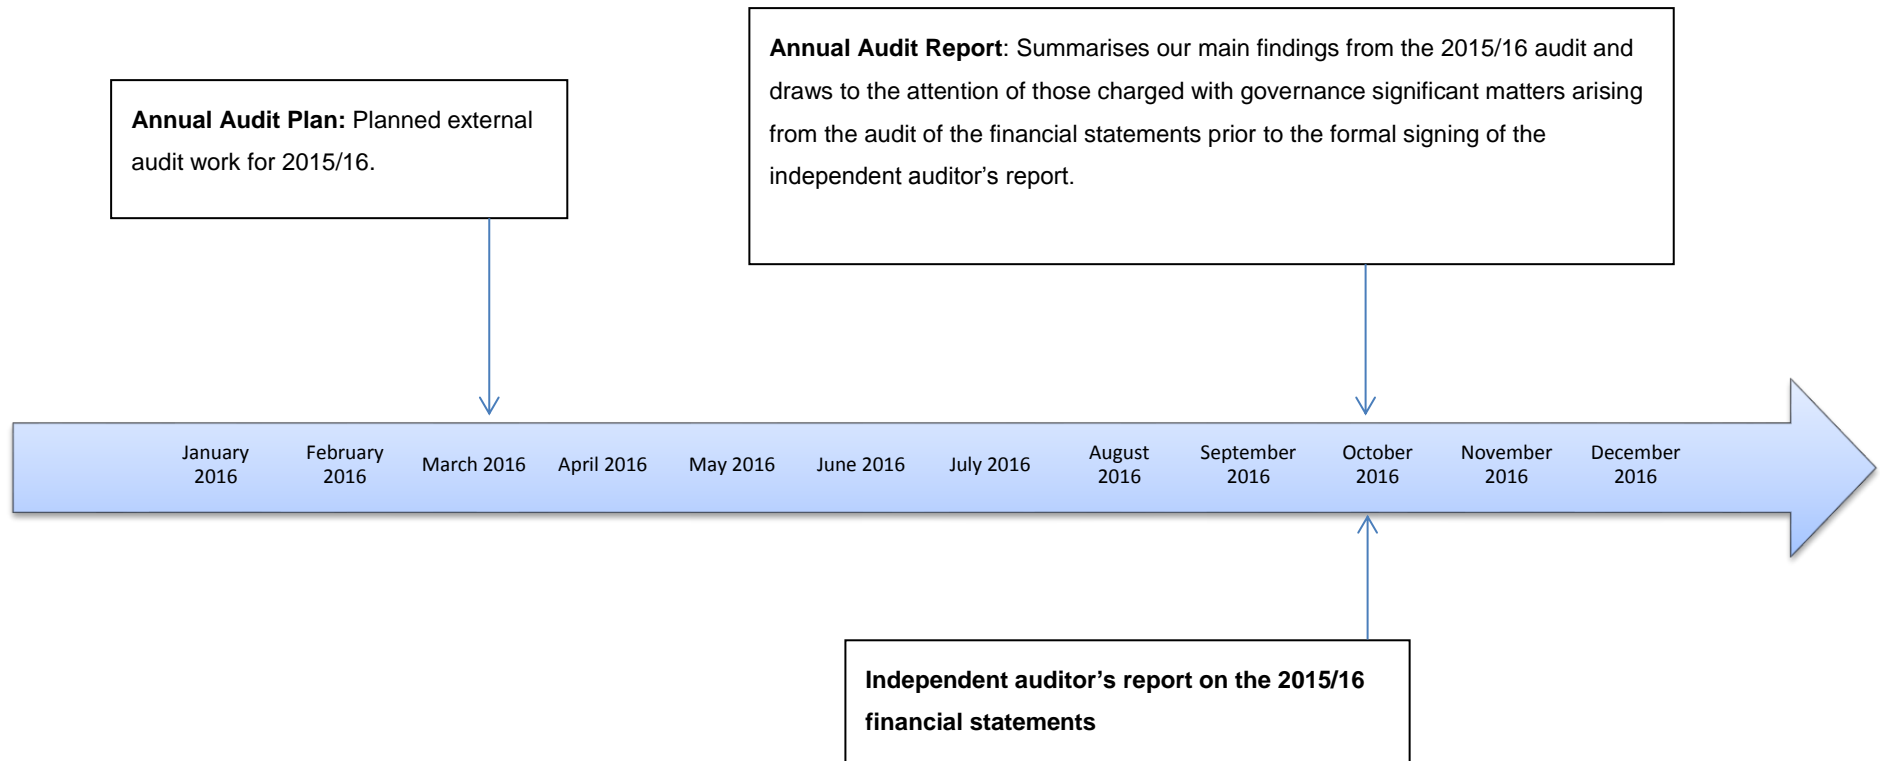 Annual Audit Report: Summarises our main findings from the 2015/16 audit and
draws to the attention of those charged with governance significant matters arising
from the audit of the financial statements prior to the formal signing of the
independent auditor’s report.
Annual Audit Plan: Planned external
audit work for 2015/16.
January
2016
February
2016
March 2016
April 2016
May 2016
June 2016
July 2016
August
2016
September
2016
October
2016
November
2016
December
2016
Independent auditor’s report on the 2015/16
financial statements